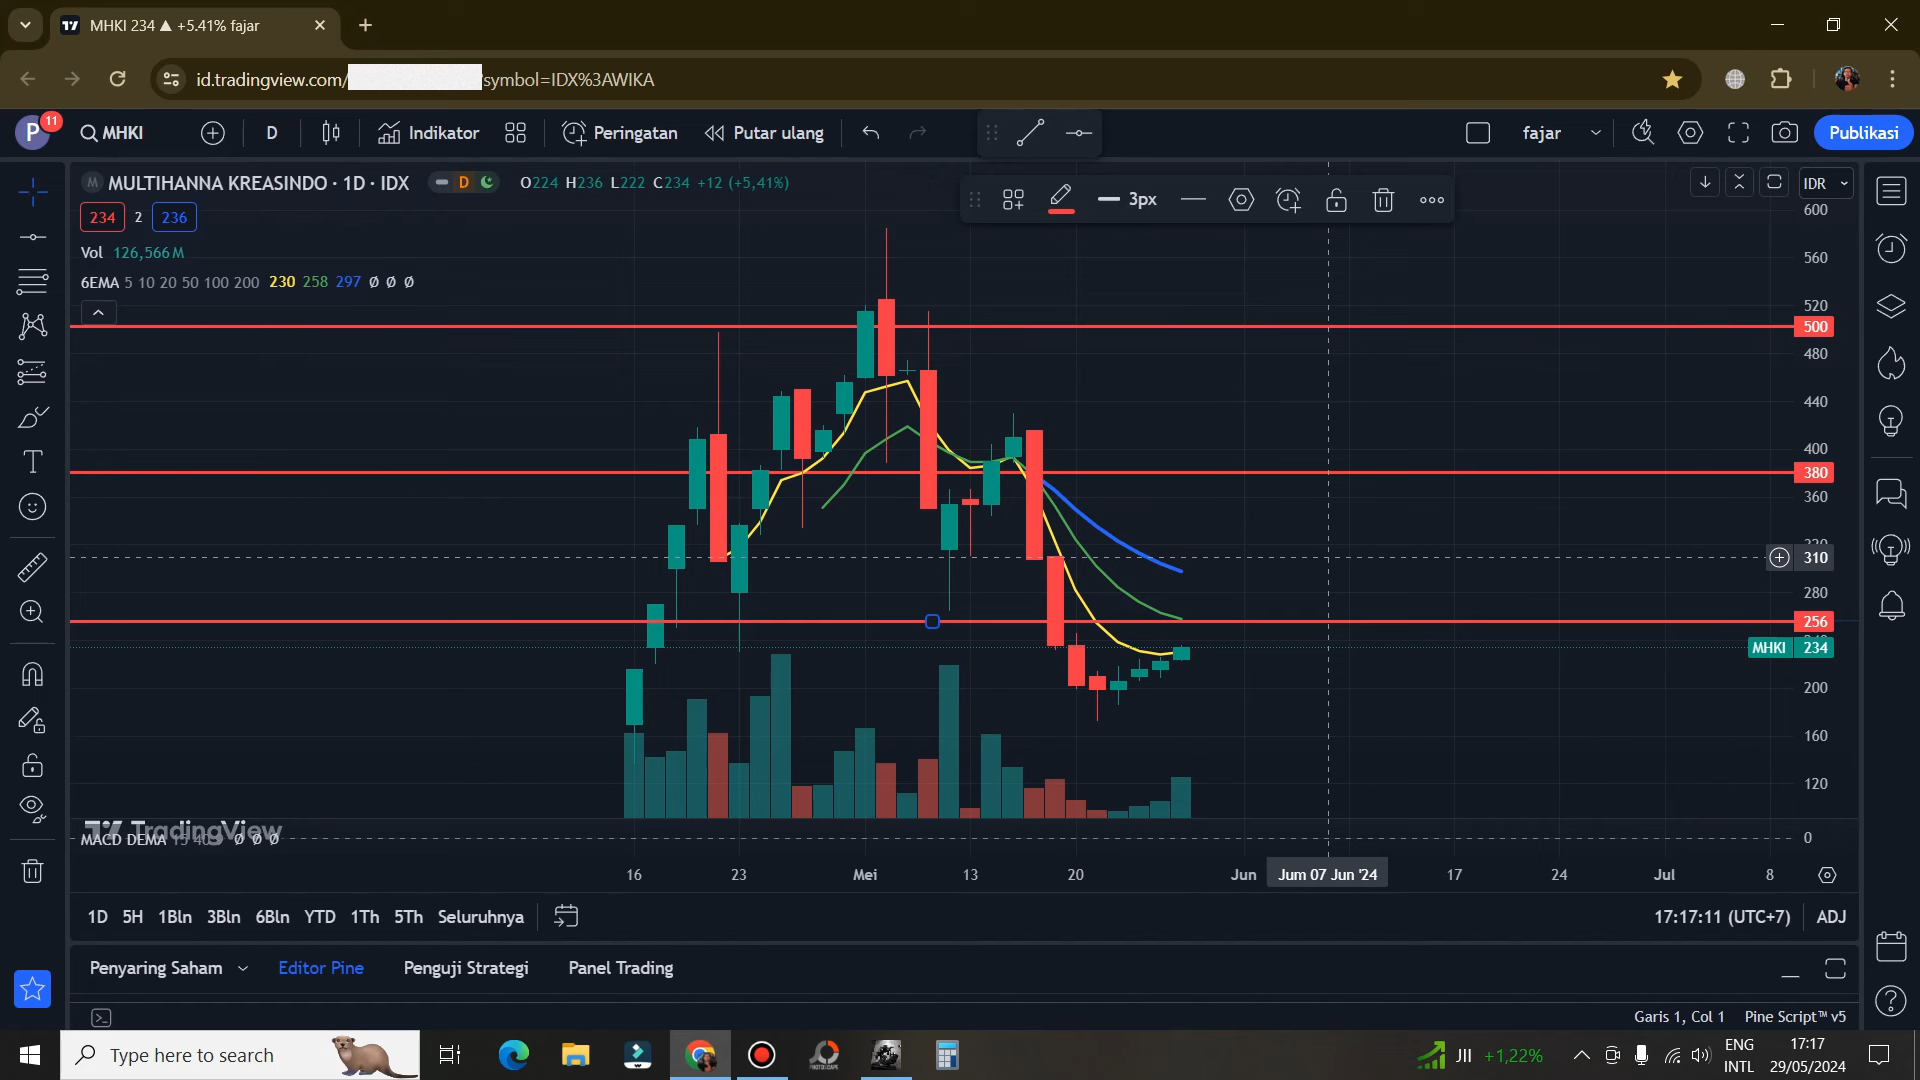 MHKI 234 ▲ +5.41% fajar
id.tradingview.com/
symbol=IDX%3AWIKA
P
11
MHKI
D
Indikator
Peringatan
Putar ulang
fajar
Publikasi
M MULTIHANNA KREASINDO · 1D · IDX
D
O224 H236 L222 C234 +12 (+5,41%)
3px
IDR
234 2 236
Vol 126,566 M
6EMA 5 10 20 50 100 200 230 258 297 Ø Ø Ø
600
560
520
500
480
440
400
380
360
310
280
256
MHKI 234
200
160
120
TradingView
MACD DEMA Ø Ø Ø
0
16 23 Mei 13 20 Jun Jum 07 Jun '24 17 24 Jul 8
1D 5H 1Bln 3Bln 6Bln YTD 1Th 5Th Seluruhnya
17:17:11 (UTC+7) ADJ
Penyaring Saham Editor Pine Penguji Strategi Panel Trading
Garis 1, Col 1 Pine Script™ v5
Type here to search
JII +1,22%
ENG
INTL
17:17
29/05/2024